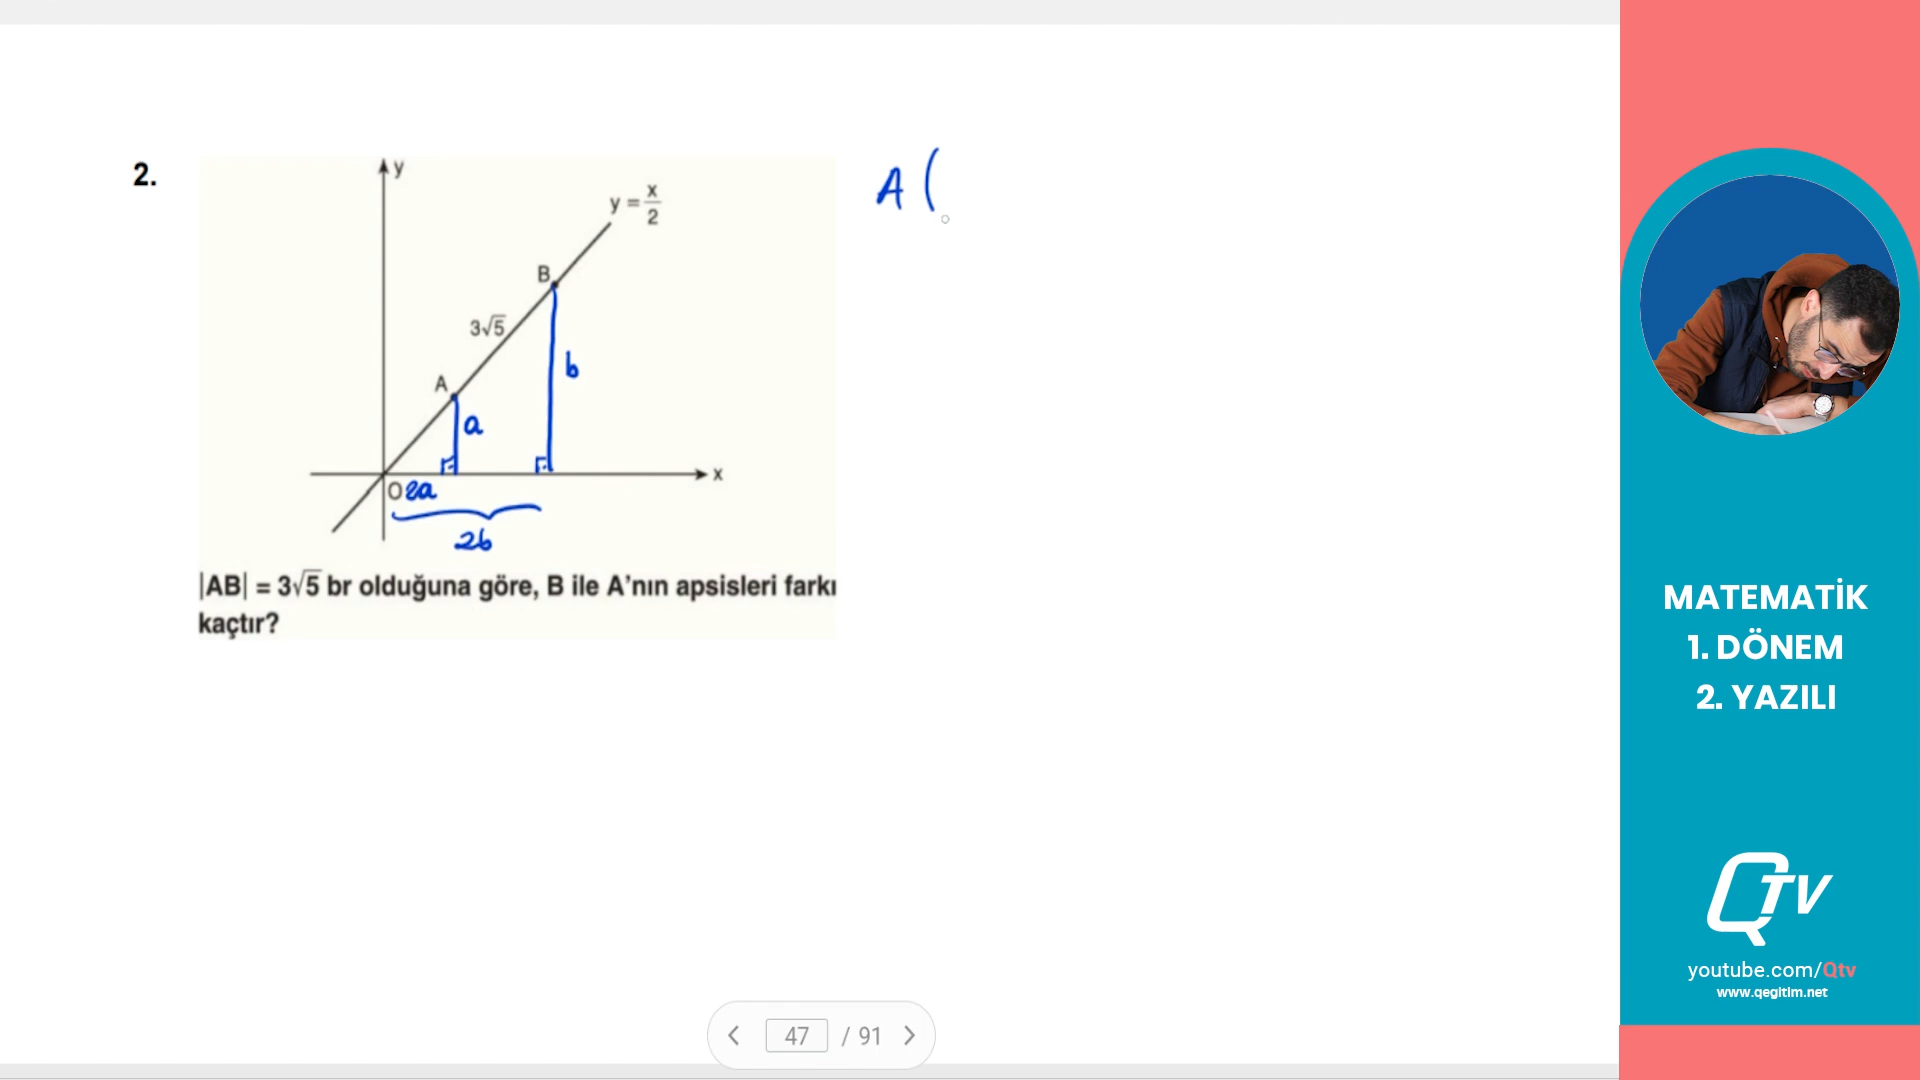 2.
y
y = x/2
B
3√5
b
A
a
x
O 2a
2b
|AB| = 3√5 br olduğuna göre, B ile A’nın apsisleri farkı
kaçtır?
A (
47 / 91
MATEMATİK
1. DÖNEM
2. YAZILI
QTV
youtube.com/Qtv
www.qegitim.net